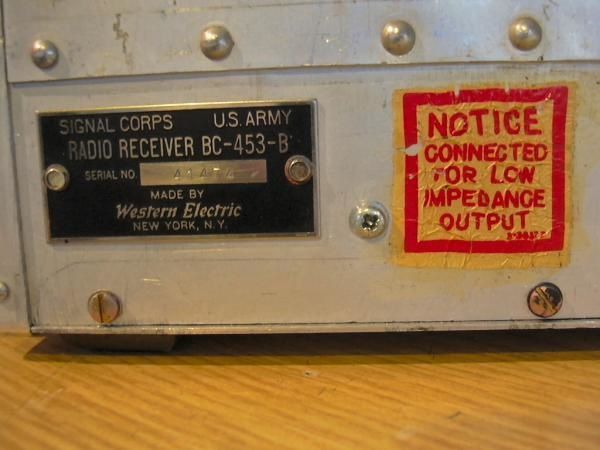 SIGNAL CORPS U.S. ARMY
RADIO RECEIVER BC-453-B
SERIAL NO.
MADE BY
Western Electric
NEW YORK, N.Y.
NOTICE
CONNECTED
FOR LOW
IMPEDANCE
OUTPUT